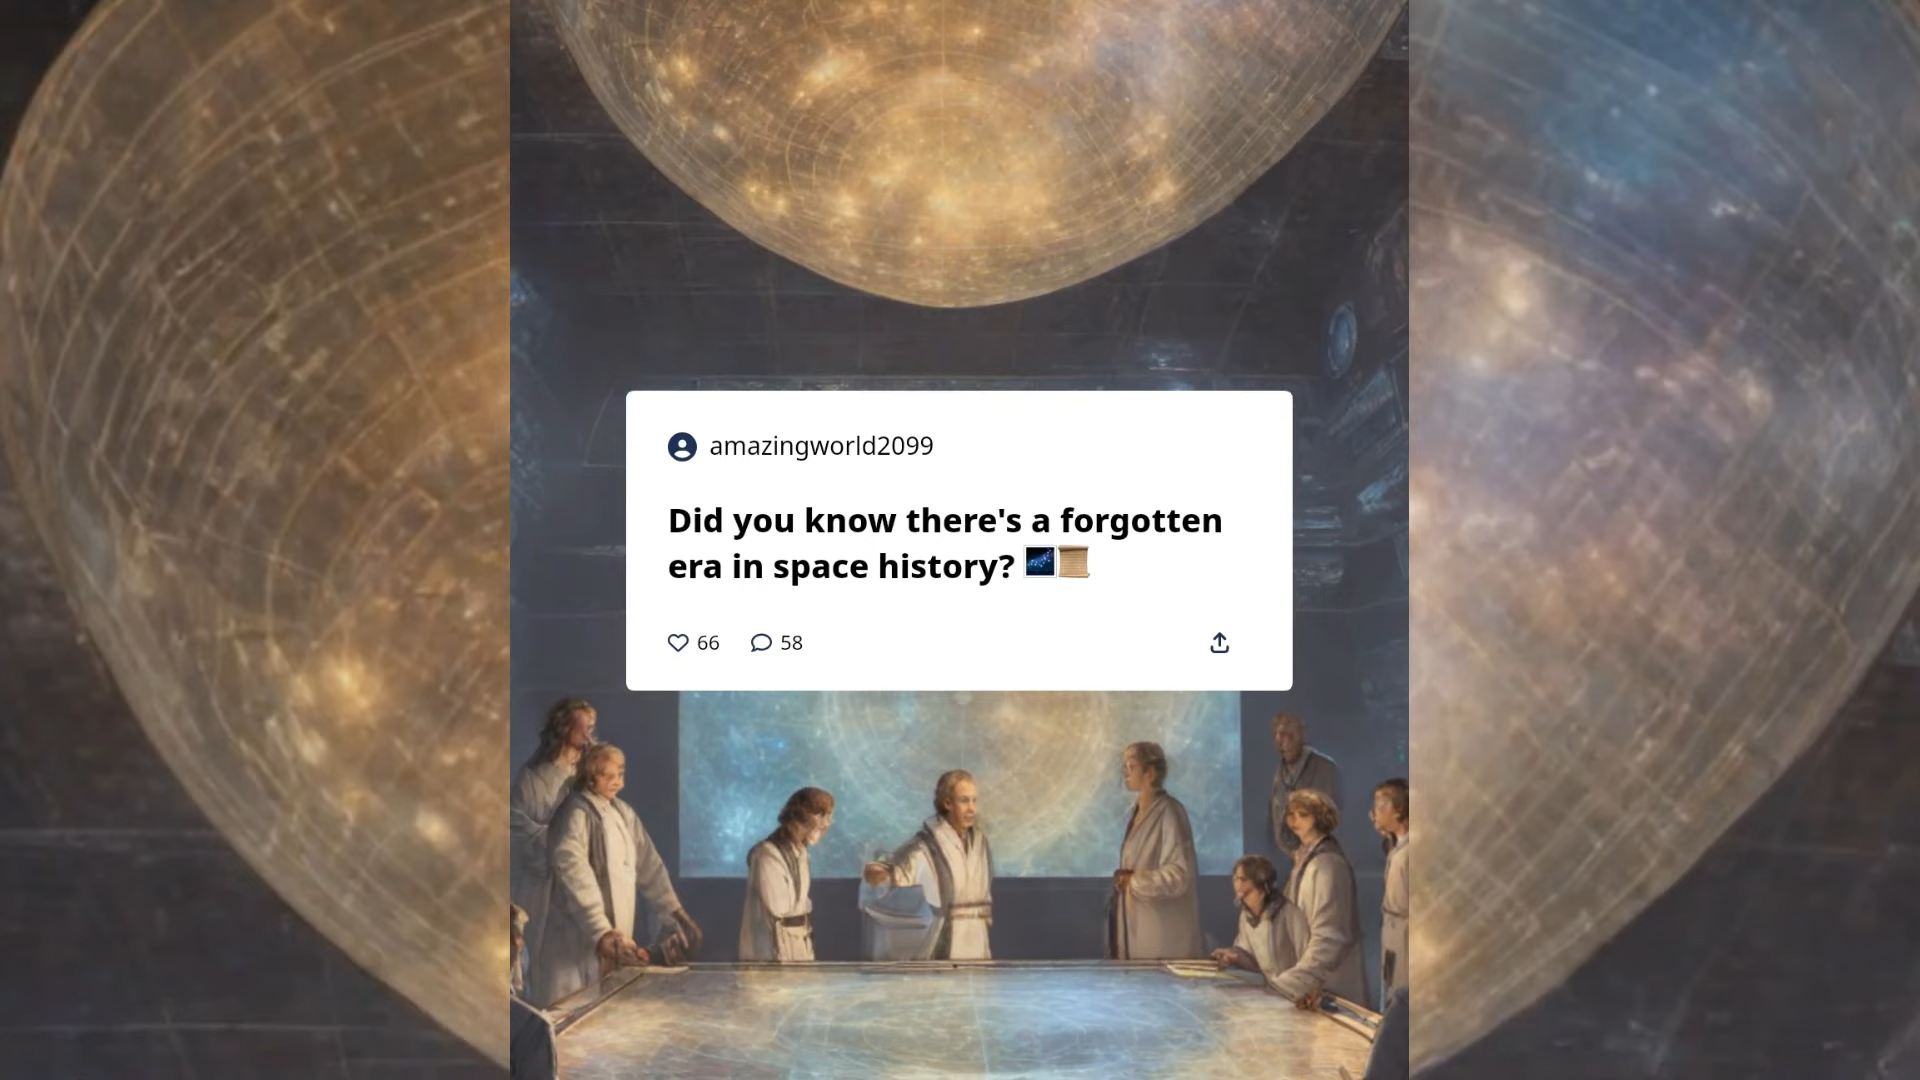 amazingworld2099
Did you know there's a forgotten
era in space history? 🌌📜
66 58